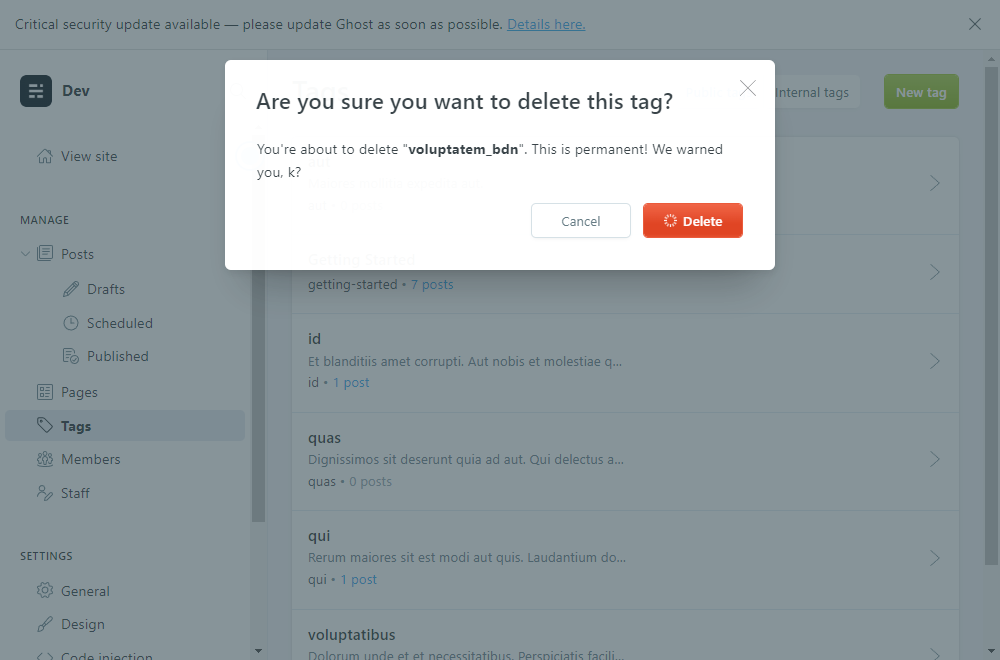 Critical security update available — please update Ghost as soon as possible. Details here.
Dev
View site
MANAGE
Posts
Drafts
Scheduled
Published
Pages
Tags
Members
Staff
SETTINGS
General
Design
Code injection
Tags
Internal tags
New tag
Are you sure you want to delete this tag?
You're about to delete "voluptatem_bdn". This is permanent! We warned
you, k?
Cancel
Delete
Getting Started
getting-started • 7 posts
id
Et blanditiis amet corrupti. Aut nobis et molestiae q...
id • 1 post
quas
Dignissimos sit deserunt quia ad aut. Qui delectus a...
quas • 0 posts
qui
Rerum maiores sit est modi aut quis. Laudantium do...
qui • 1 post
voluptatibus
Dolorum unde et et necessitatibus. Perspiciatis facili...